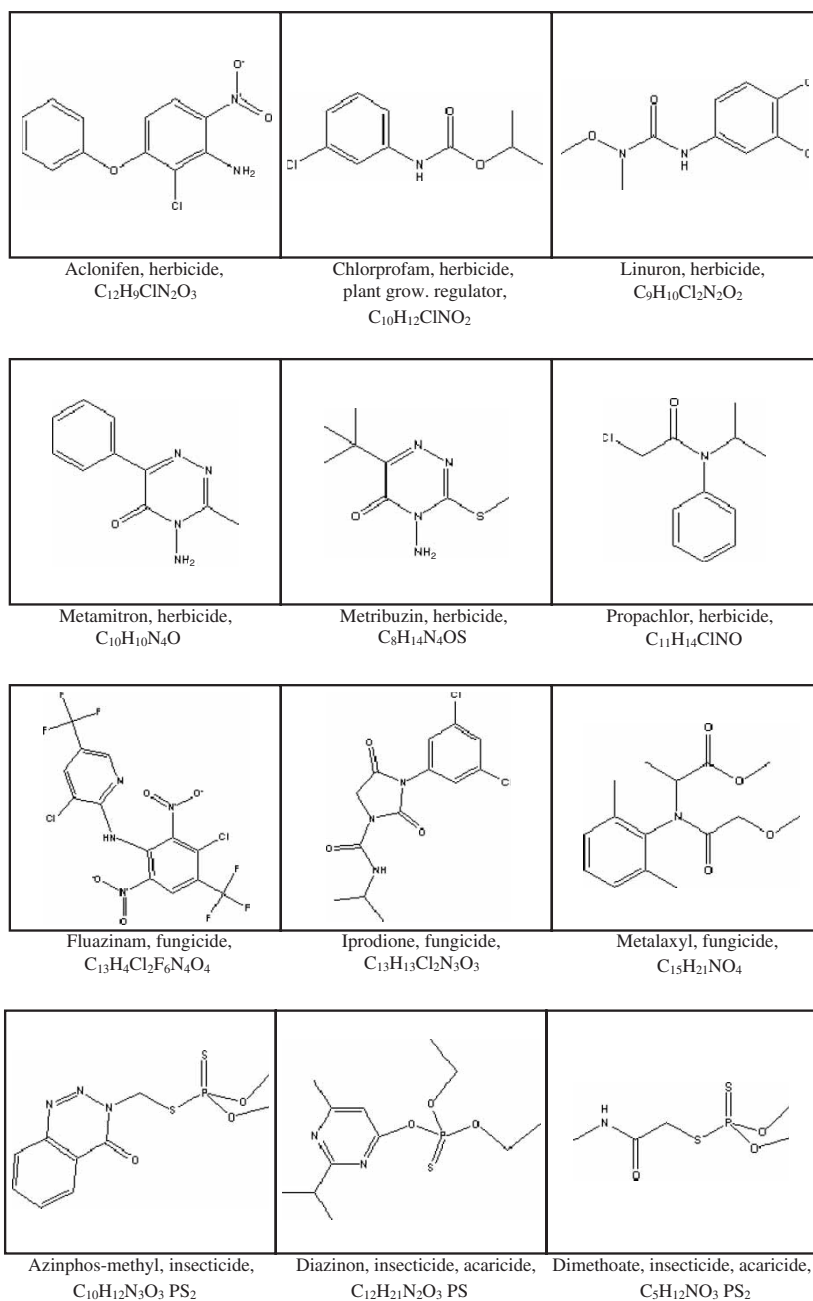 Aclonifen, herbicide,
C₁₂H₉ClN₂O₃
Chlorprofam, herbicide,
plant grow. regulator,
C₁₀H₁₂ClNO₂
Linuron, herbicide,
C₉H₁₀Cl₂N₂O₂
Metamitron, herbicide,
C₁₀H₁₀N₄O
Metribuzin, herbicide,
C₈H₁₄N₄OS
Propachlor, herbicide,
C₁₁H₁₄ClNO
Fluazinam, fungicide,
C₁₃H₄Cl₂F₆N₄O₄
Iprodione, fungicide,
C₁₃H₁₃Cl₂N₃O₃
Metalaxyl, fungicide,
C₁₅H₂₁NO₄
Azinphos-methyl, insecticide,
C₁₀H₁₂N₃O₃ PS₂
Diazinon, insecticide, acaricide,
C₁₂H₂₁N₂O₃ PS
Dimethoate, insecticide, acaricide,
C₅H₁₂NO₃ PS₂